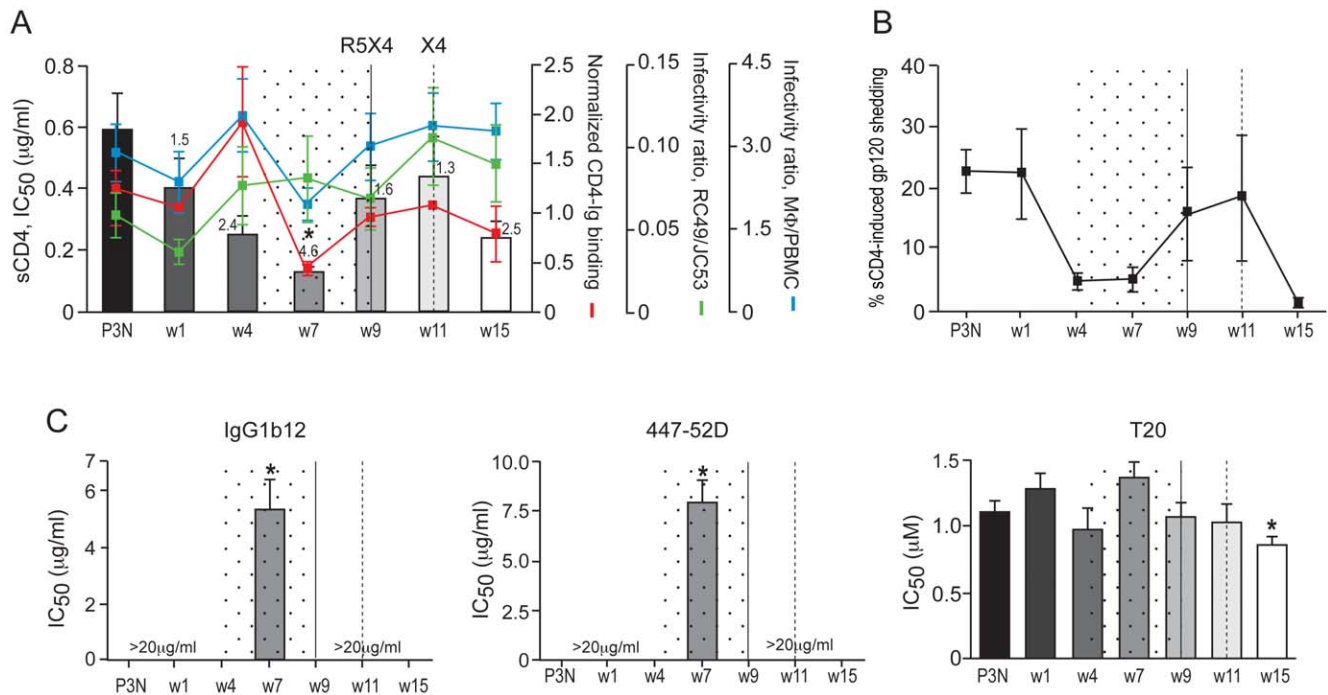 A
R5X4 X4
sCD4, IC50 (µg/ml)
0.8
0.6
0.4
0.2
0
1.5
2.4
*
4.6
1.6
1.3
2.5
P3N w1 w4 w7 w9 w11 w15
2.5
2.0
1.5
1.0
0.5
0
Normalized CD4-Ig binding
0.15
0.10
0.05
0
Infectivity ratio, RC49/JC53
4.5
3.0
1.5
0
Infectivity ratio, MΦ/PBMC
B
% sCD4-induced gp120 shedding
40
30
20
10
0
P3N w1 w4 w7 w9 w11 w15
C
IgG1b12
IC50 (µg/ml)
7
6
4
2
0
*
>20µg/ml >20µg/ml
P3N w1 w4 w7 w9 w11 w15
447-52D
IC50 (µg/ml)
10.0
7.5
5.0
2.5
0
*
>20µg/ml >20µg/ml
P3N w1 w4 w7 w9 w11 w15
T20
IC50 (µM)
1.5
1.0
0.5
0
*
P3N w1 w4 w7 w9 w11 w15